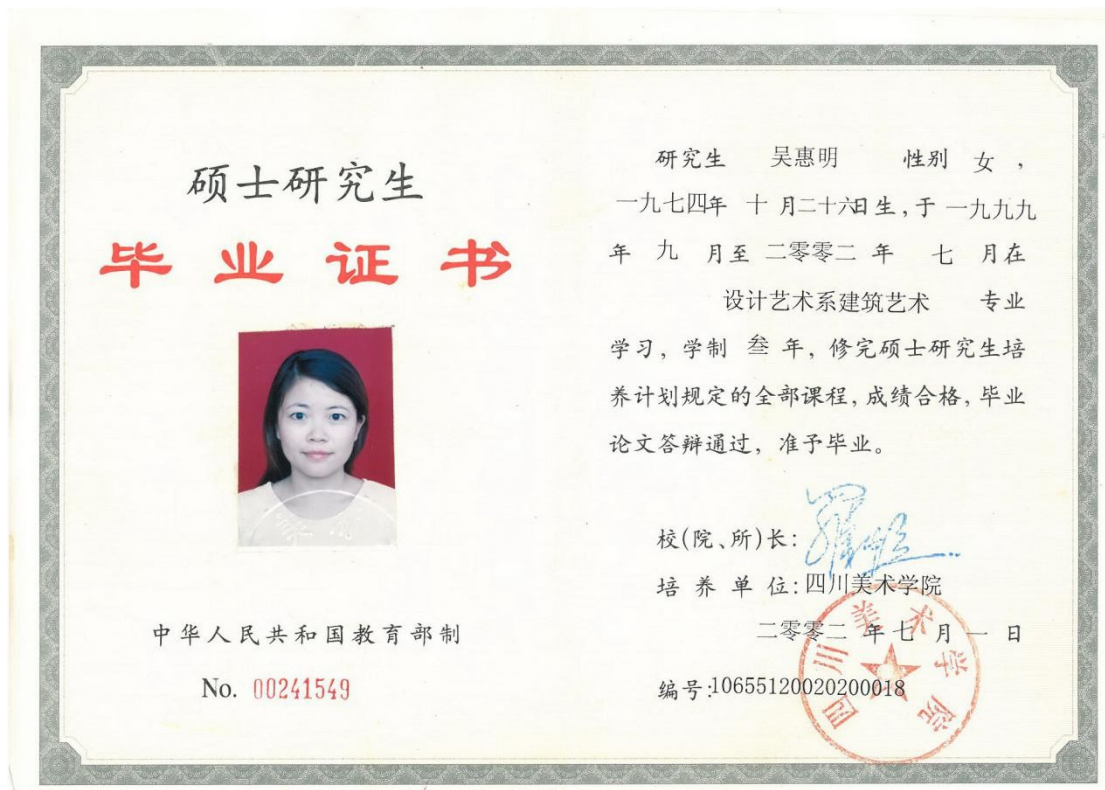 硕士研究生
毕业证书
中华人民共和国教育部制
No. 00241549
研究生 吴惠明 性别 女，
一九七四年 十 月二十六日生，于 一九九九
年 九 月至 二零零二 年 七 月在
设计艺术系建筑艺术 专业
学习，学制 叁 年，修完硕士研究生培
养计划规定的全部课程，成绩合格，毕业
论文答辩通过，准予毕业。
校(院、所)长：
培 养 单 位：四川美术学院
二零零二 年七 月 一 日
编号：10655120020200018
四川美术学院